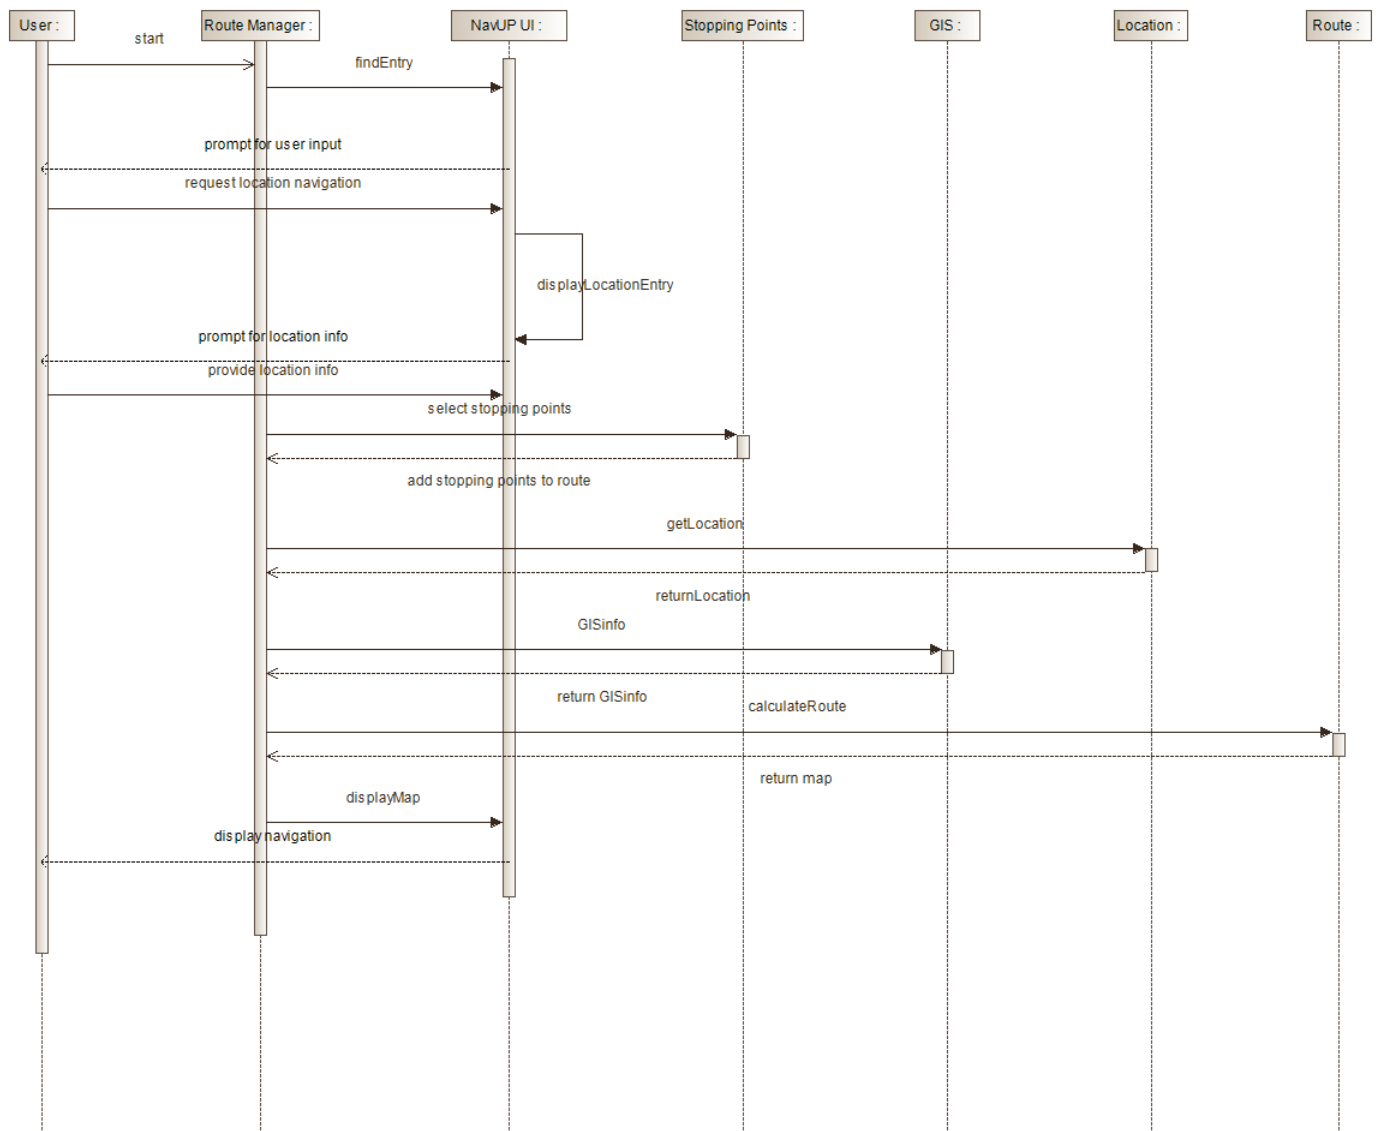 User :
Route Manager :
NavUP UI :
Stopping Points :
GIS :
Location :
Route :
start
findEntry
prompt for user input
request location navigation
displayLocationEntry
prompt for location info
provide location info
select stopping points
add stopping points to route
getLocation
returnLocation
GISinfo
return GISinfo
calculateRoute
return map
displayMap
display navigation